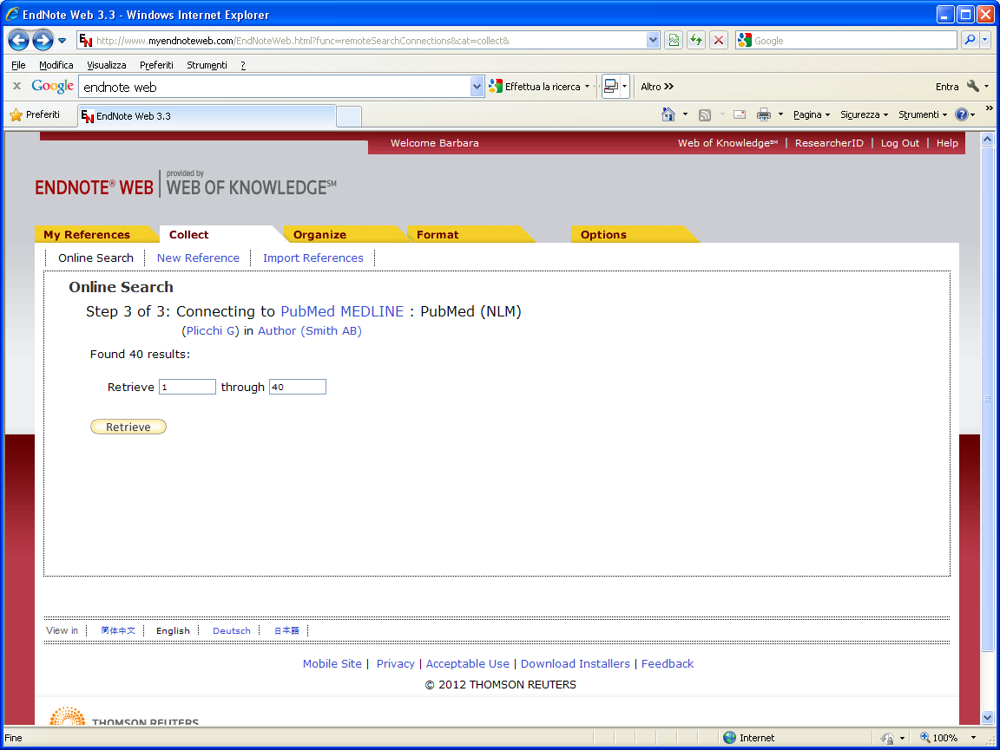 EndNote Web 3.3 - Windows Internet Explorer
http://www.myendnoteweb.com/EndNoteWeb.html?func=remoteSearchConnections&cat=collect&
Google
File Modifica Visualizza Preferiti Strumenti ?
x Google endnote web Effettua la ricerca Altro >> Entra
Preferiti EndNote Web 3.3 Pagina Sicurezza Strumenti
Welcome Barbara Web of Knowledge℠ | ResearcherID | Log Out | Help
ENDNOTE® WEB | provided by
WEB OF KNOWLEDGE℠
My References Collect Organize Format Options
Online Search New Reference Import References
Online Search
Step 3 of 3: Connecting to PubMed MEDLINE : PubMed (NLM)
(Plicchi G) in Author (Smith AB)
Found 40 results:
Retrieve 1 through 40
Retrieve
View in 简体中文 English Deutsch 日本語
Mobile Site | Privacy | Acceptable Use | Download Installers | Feedback
© 2012 THOMSON REUTERS
THOMSON REUTERS
Fine Internet 100%